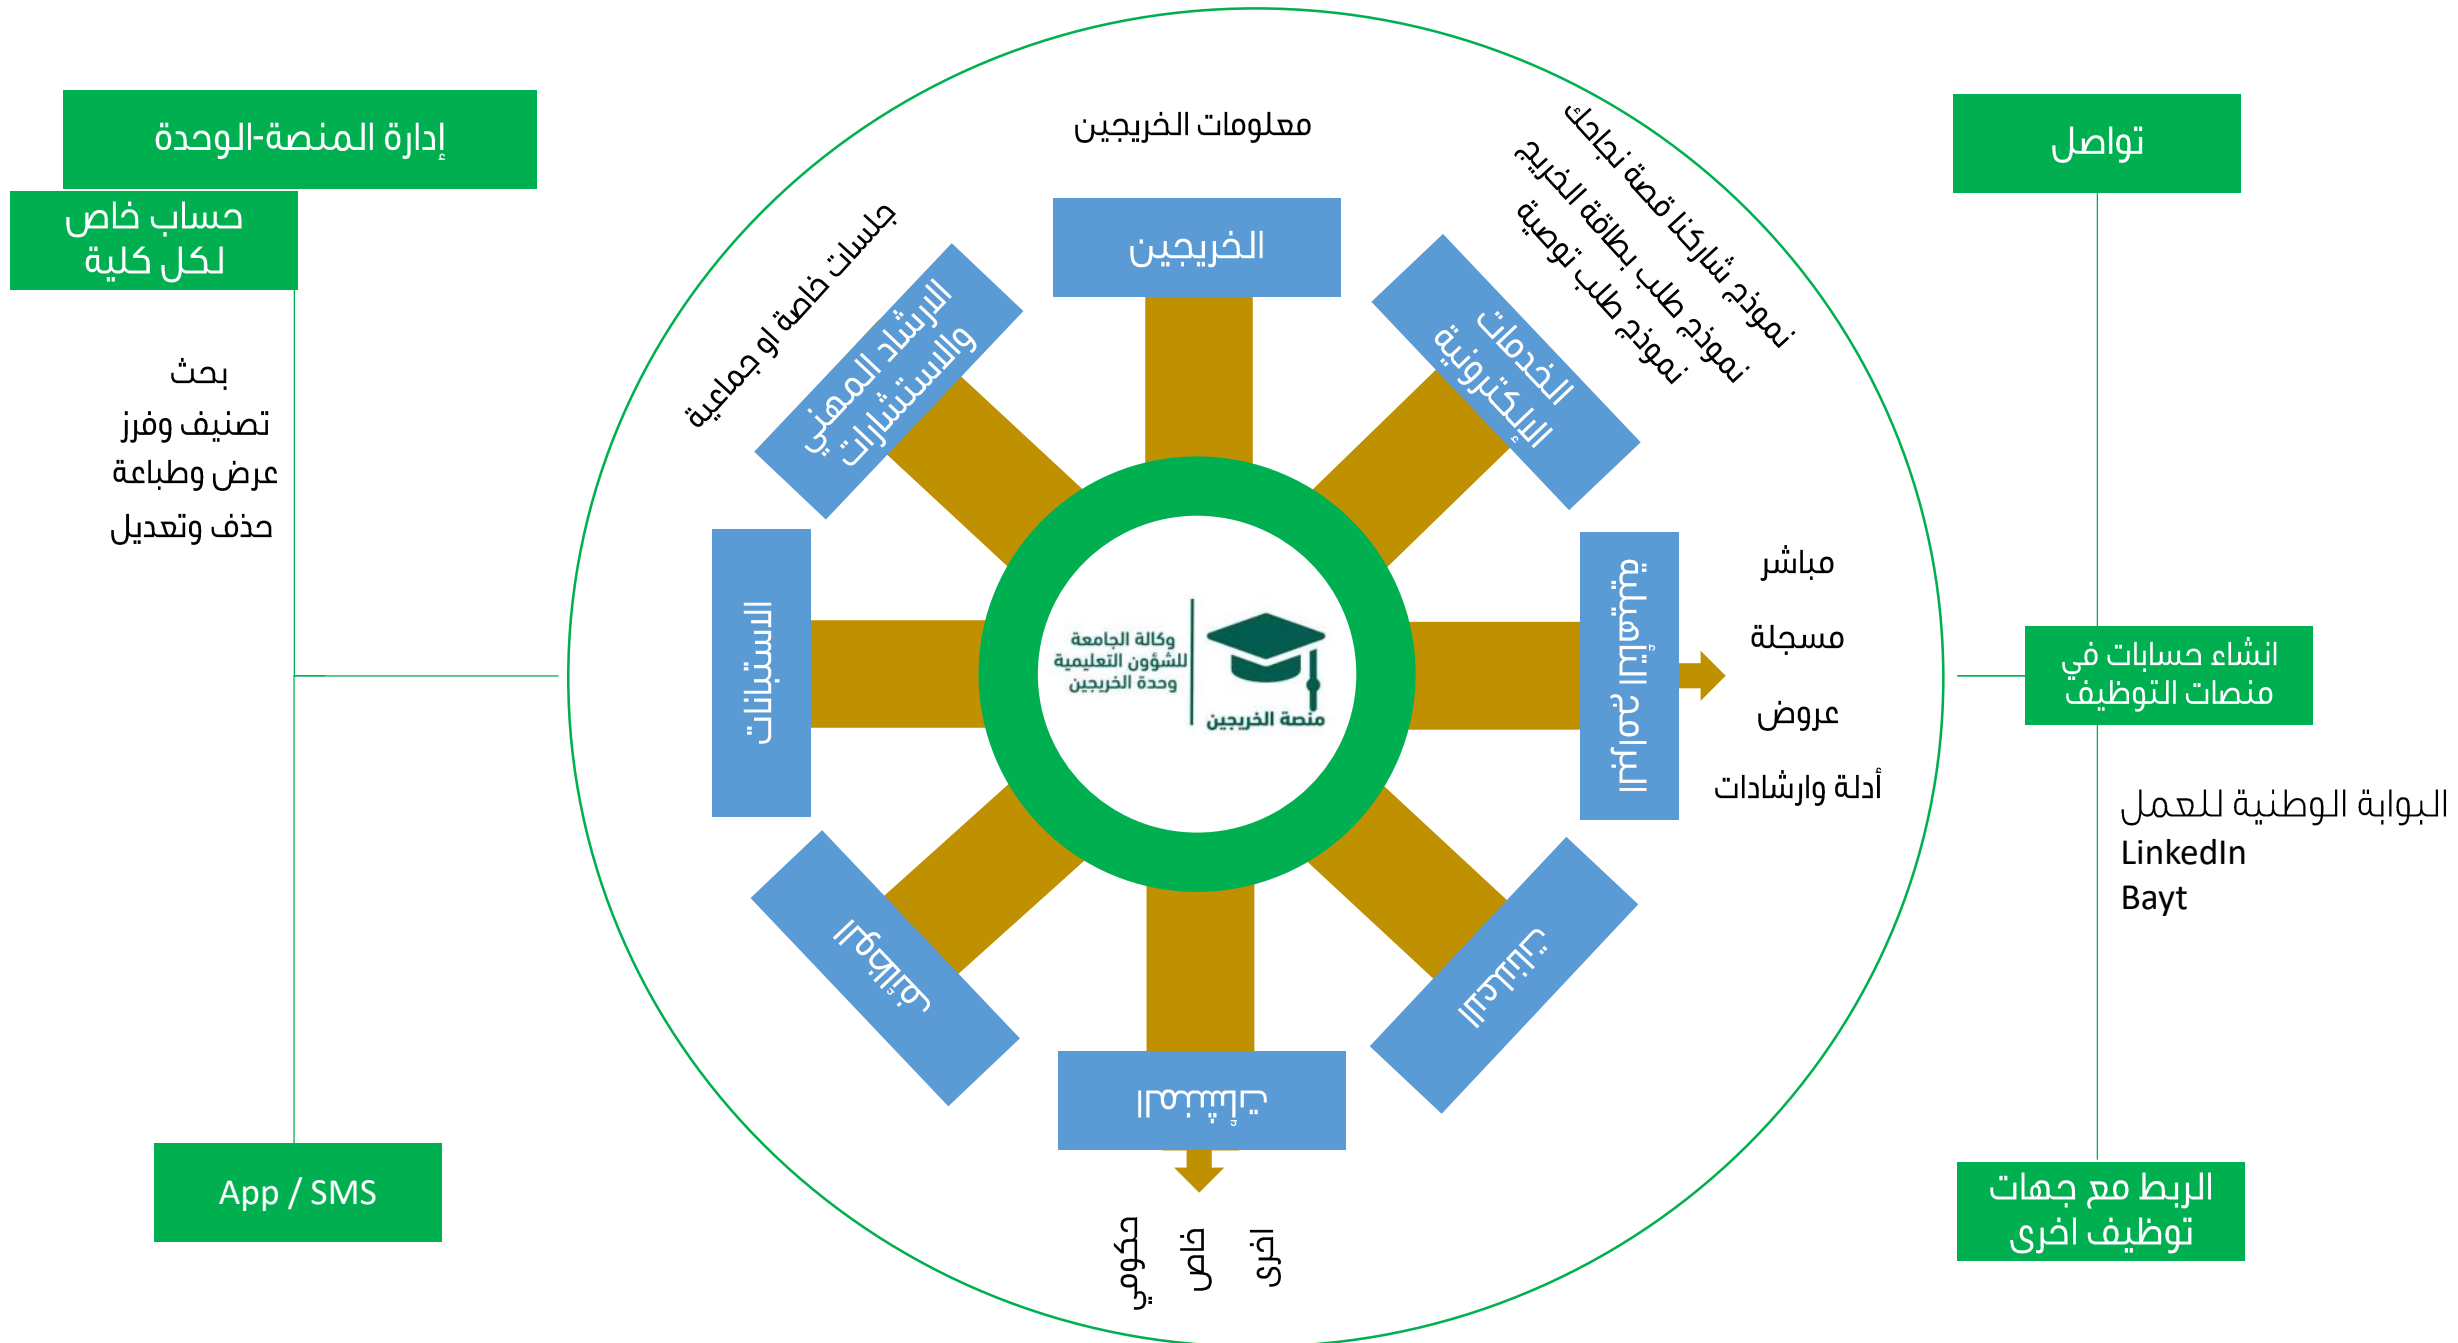 تواصل
انشاء حسابات في
منصات التوظيف
البوابة الوطنية للعمل
LinkedIn
Bayt
الربط مع جهات
توظيف اخرى
معلومات الخريجين
الخريجين
نموذج شاركنا قصة نجاحك
نموذج طلب بطاقة الخريج
نموذج طلب توصية
الخدمات
الإلكترونية
البرامج التأهيلية
مباشر
مسجلة
عروض
أدلة وارشادات
الاعلانات
المنشأت
اخرى
خاص
حكومي
الوظائف
الاستبانات
الارشاد المهني
والاستشارات
جلسات خاصة او جماعية
وكالة الجامعة
للشؤون التعليمية
وحدة الخريجين
منصة الخريجين
إدارة المنصة-الوحدة
حساب خاص
لكل كلية
بحث
تصنيف وفرز
عرض وطباعة
حذف وتعديل
App / SMS